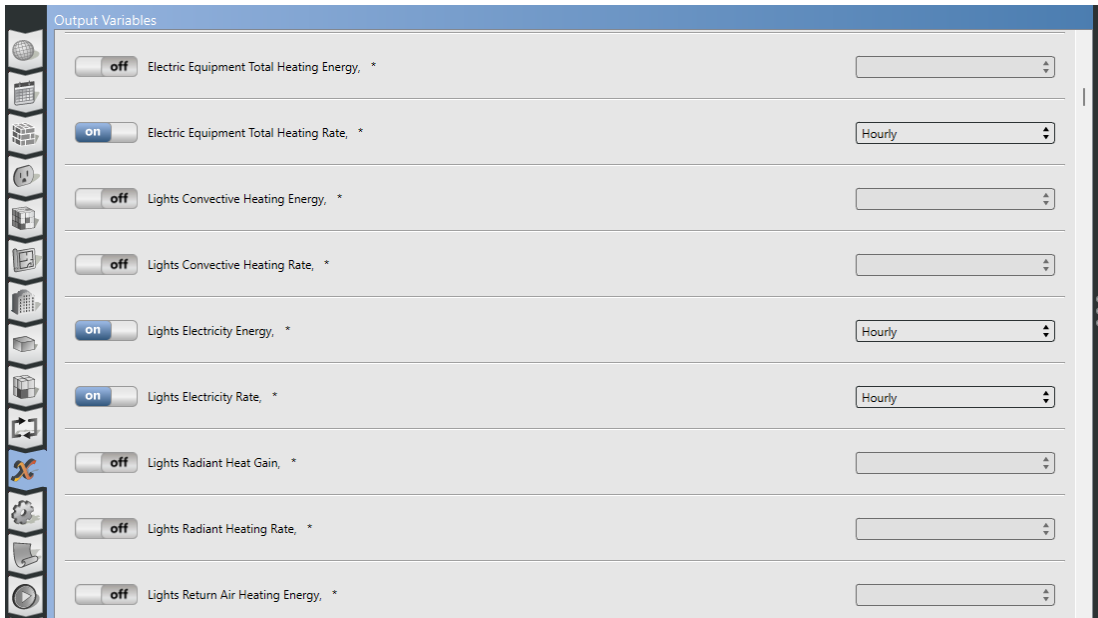 Output Variables
off Electric Equipment Total Heating Energy, *
on Electric Equipment Total Heating Rate, * Hourly
off Lights Convective Heating Energy, *
off Lights Convective Heating Rate, *
on Lights Electricity Energy, * Hourly
on Lights Electricity Rate, * Hourly
off Lights Radiant Heat Gain, *
off Lights Radiant Heating Rate, *
off Lights Return Air Heating Energy, *